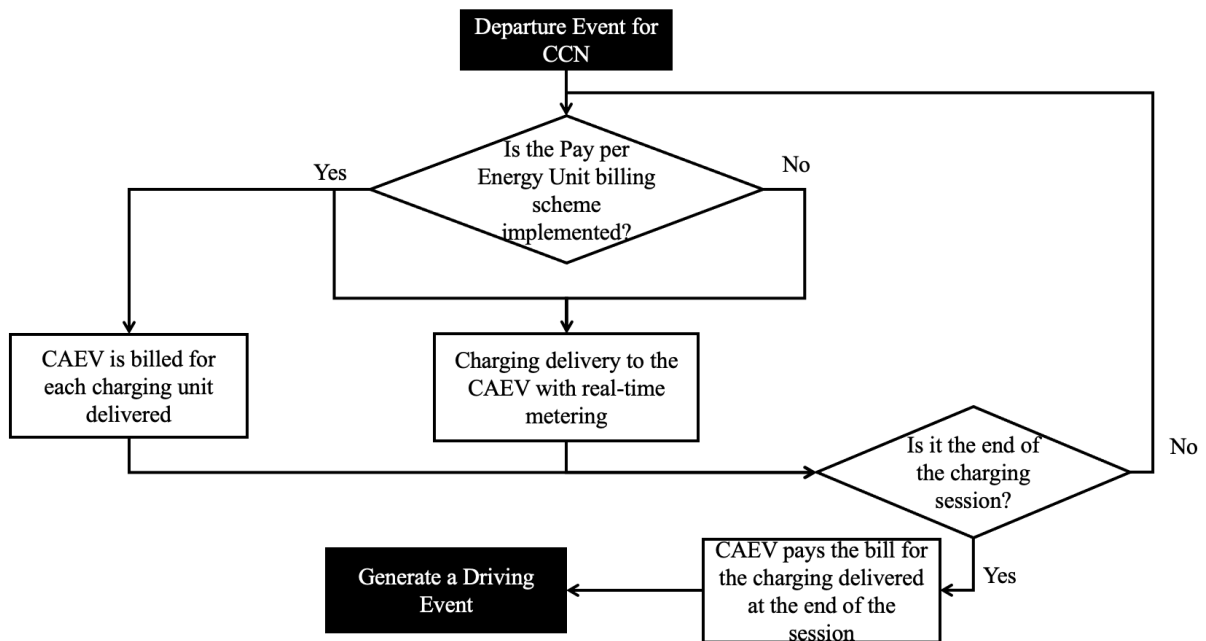 Departure Event for
CCN
Is the Pay per
Energy Unit billing
scheme
implemented?
Yes
No
CAEV is billed for
each charging unit
delivered
Charging delivery to the
CAEV with real-time
metering
Is it the end of
the charging
session?
No
Yes
CAEV pays the bill for
the charging delivered
at the end of the
session
Generate a Driving
Event